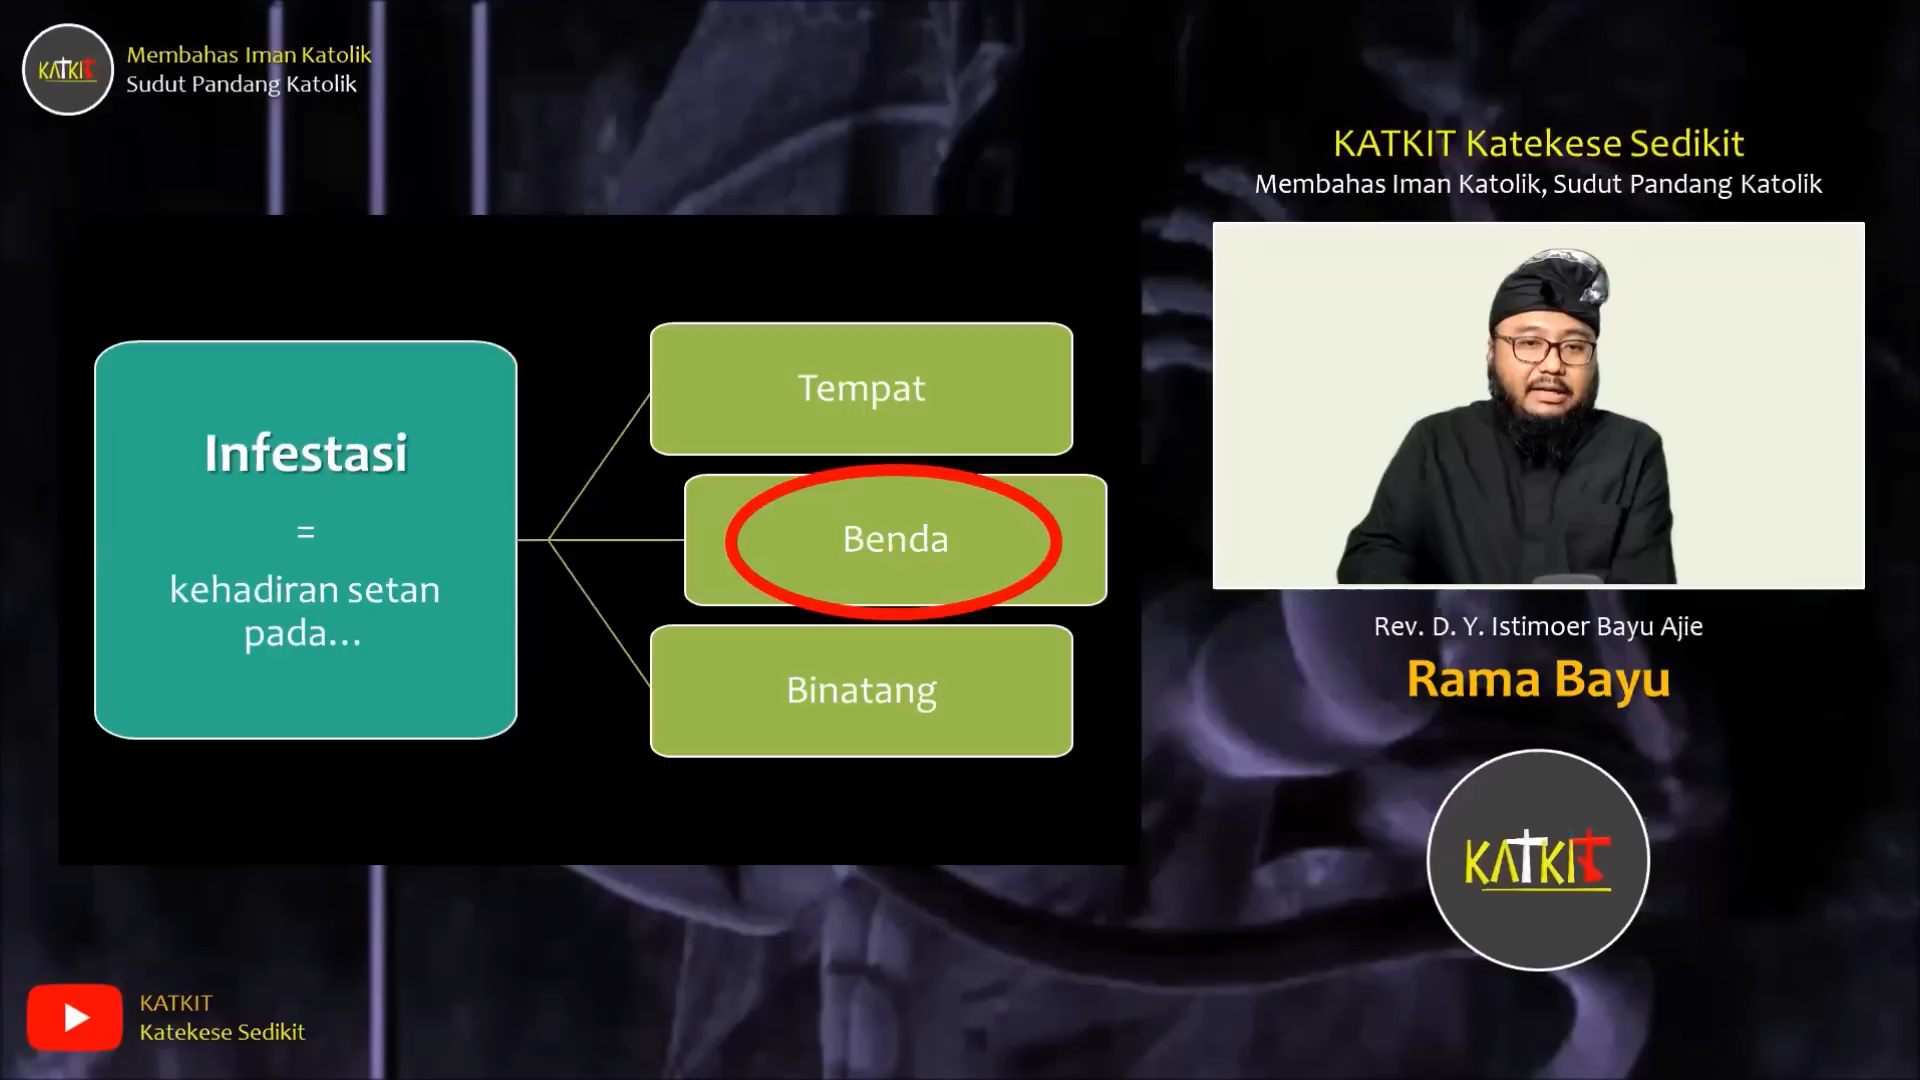 KATKIT
Membahas Iman Katolik
Sudut Pandang Katolik
KATKIT Katekese Sedikit
Membahas Iman Katolik, Sudut Pandang Katolik
Infestasi
=
kehadiran setan
pada...
Tempat
Benda
Binatang
Rev. D. Y. Istimoer Bayu Ajie
Rama Bayu
KATKIT
KATKIT
Katekese Sedikit